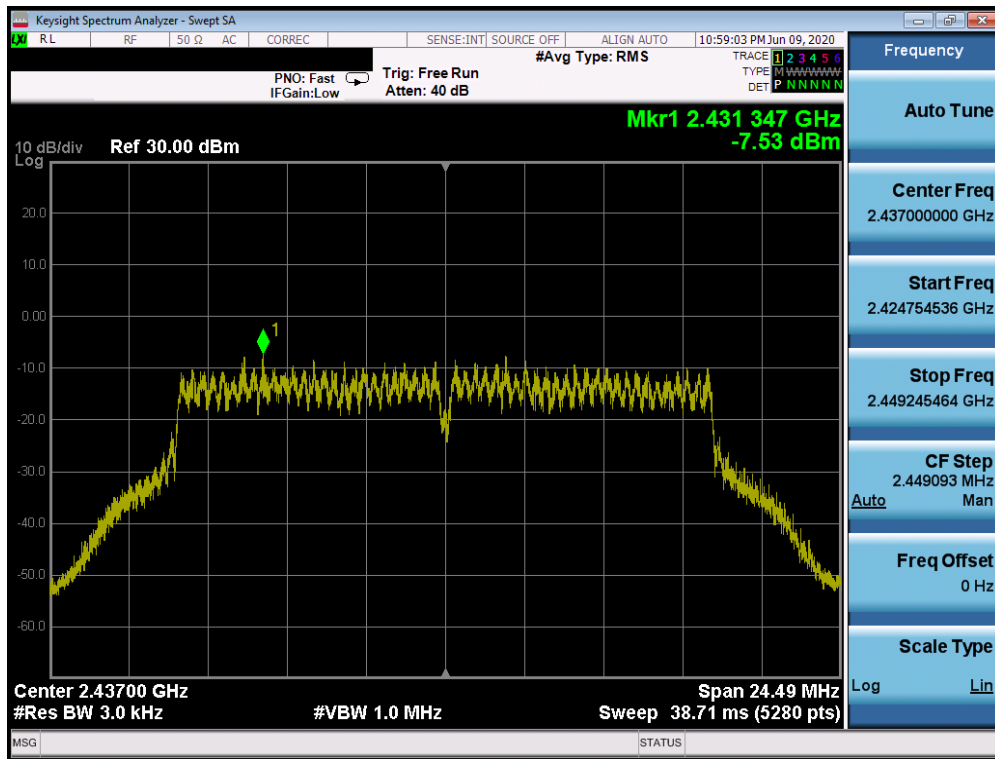 Keysight Spectrum Analyzer - Swept SA
LXI RL RF 50 Ω AC CORREC SENSE:INT SOURCE OFF ALIGN AUTO 10:59:03 PM Jun 09, 2020
#Avg Type: RMS
TRACE 1 2 3 4 5 6
PNO: Fast Trig: Free Run
TYPE M WWWWW
IFGain:Low Atten: 40 dB
DET P N N N N N
Mkr1 2.431 347 GHz
-7.53 dBm
10 dB/div Ref 30.00 dBm
Log
20.0
10.0
0.00
1
-10.0
-20.0
-30.0
-40.0
-50.0
-60.0
Center 2.43700 GHz Span 24.49 MHz
#Res BW 3.0 kHz #VBW 1.0 MHz Sweep 38.71 ms (5280 pts)
MSG STATUS
Frequency
Auto Tune
Center Freq
2.437000000 GHz
Start Freq
2.424754536 GHz
Stop Freq
2.449245464 GHz
CF Step
2.449093 MHz
Auto Man
Freq Offset
0 Hz
Scale Type
Log Lin